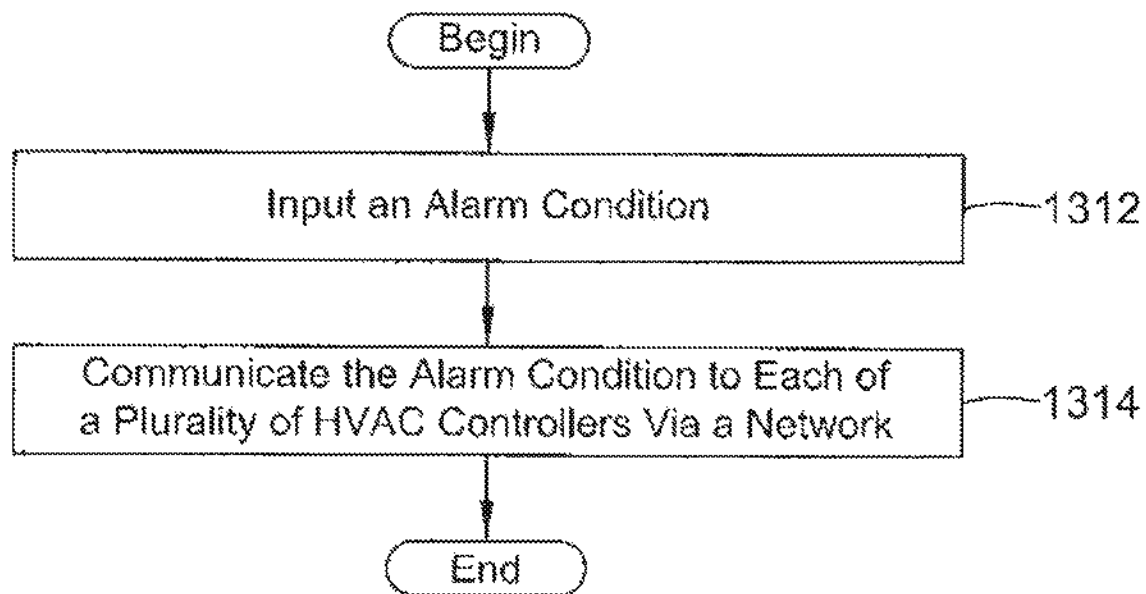 Begin
Input an Alarm Condition
1312
Communicate the Alarm Condition to Each of
a Plurality of HVAC Controllers Via a Network
1314
End